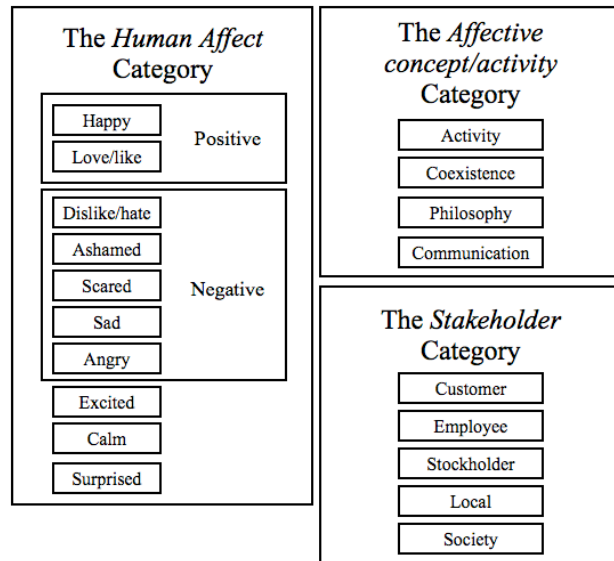 The Human Affect
Category
Happy
Love/like
Positive
Dislike/hate
Ashamed
Scared
Sad
Angry
Negative
Excited
Calm
Surprised
The Affective
concept/activity
Category
Activity
Coexistence
Philosophy
Communication
The Stakeholder
Category
Customer
Employee
Stockholder
Local
Society